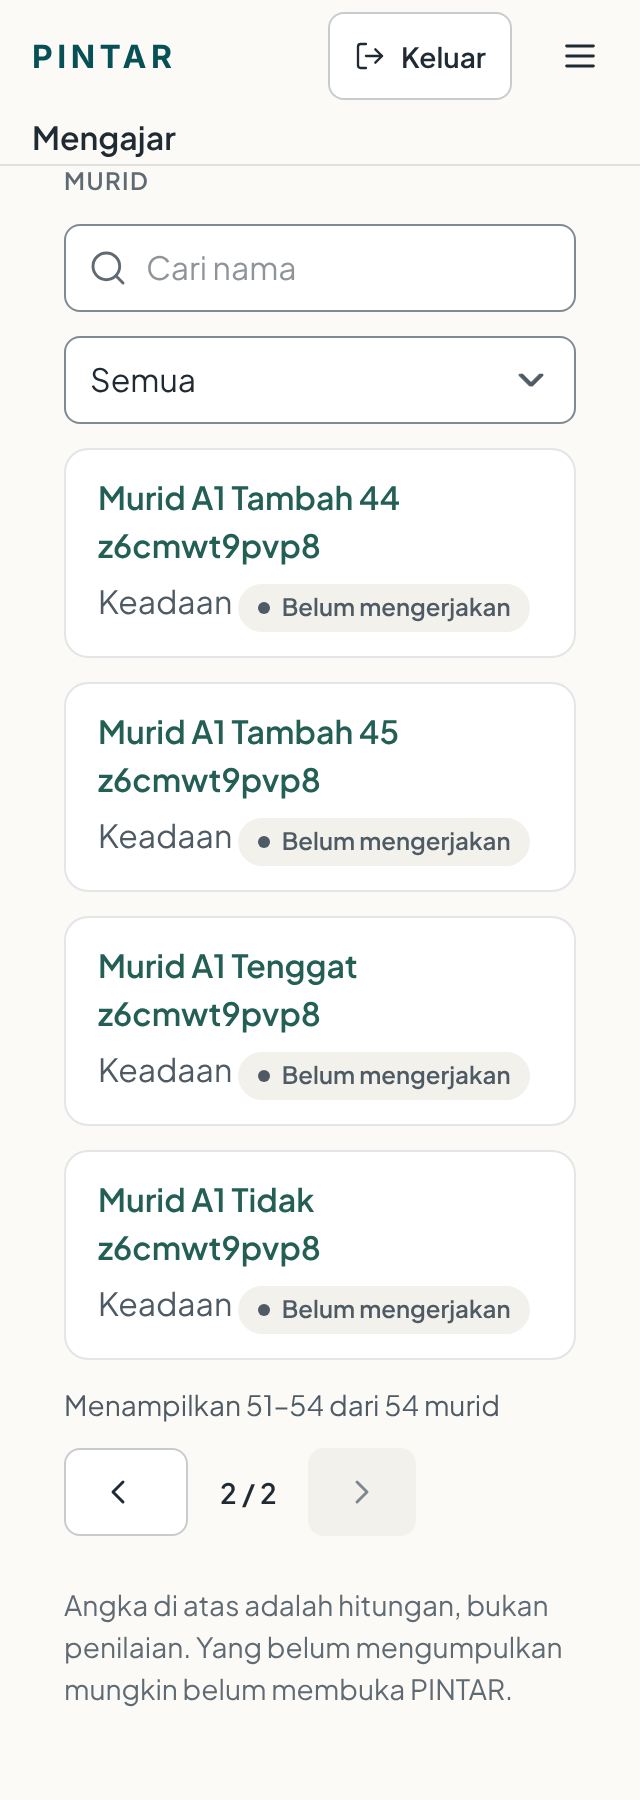 PINTAR
Keluar
Mengajar
MURID
Cari nama
Semua
Murid A1 Tambah 44
z6cmwt9pvp8
Keadaan Belum mengerjakan
Murid A1 Tambah 45
z6cmwt9pvp8
Keadaan Belum mengerjakan
Murid A1 Tenggat
z6cmwt9pvp8
Keadaan Belum mengerjakan
Murid A1 Tidak
z6cmwt9pvp8
Keadaan Belum mengerjakan
Menampilkan 51–54 dari 54 murid
2 / 2
Angka di atas adalah hitungan, bukan
penilaian. Yang belum mengumpulkan
mungkin belum membuka PINTAR.